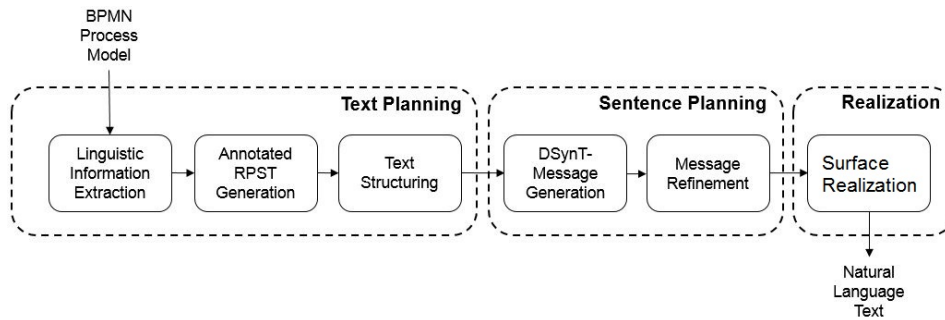 BPMN
Process
Model
Text Planning
Sentence Planning
Realization
Linguistic
Information
Extraction
Annotated
RPST
Generation
Text
Structuring
DSynT-
Message
Generation
Message
Refinement
Surface
Realization
Natural
Language
Text